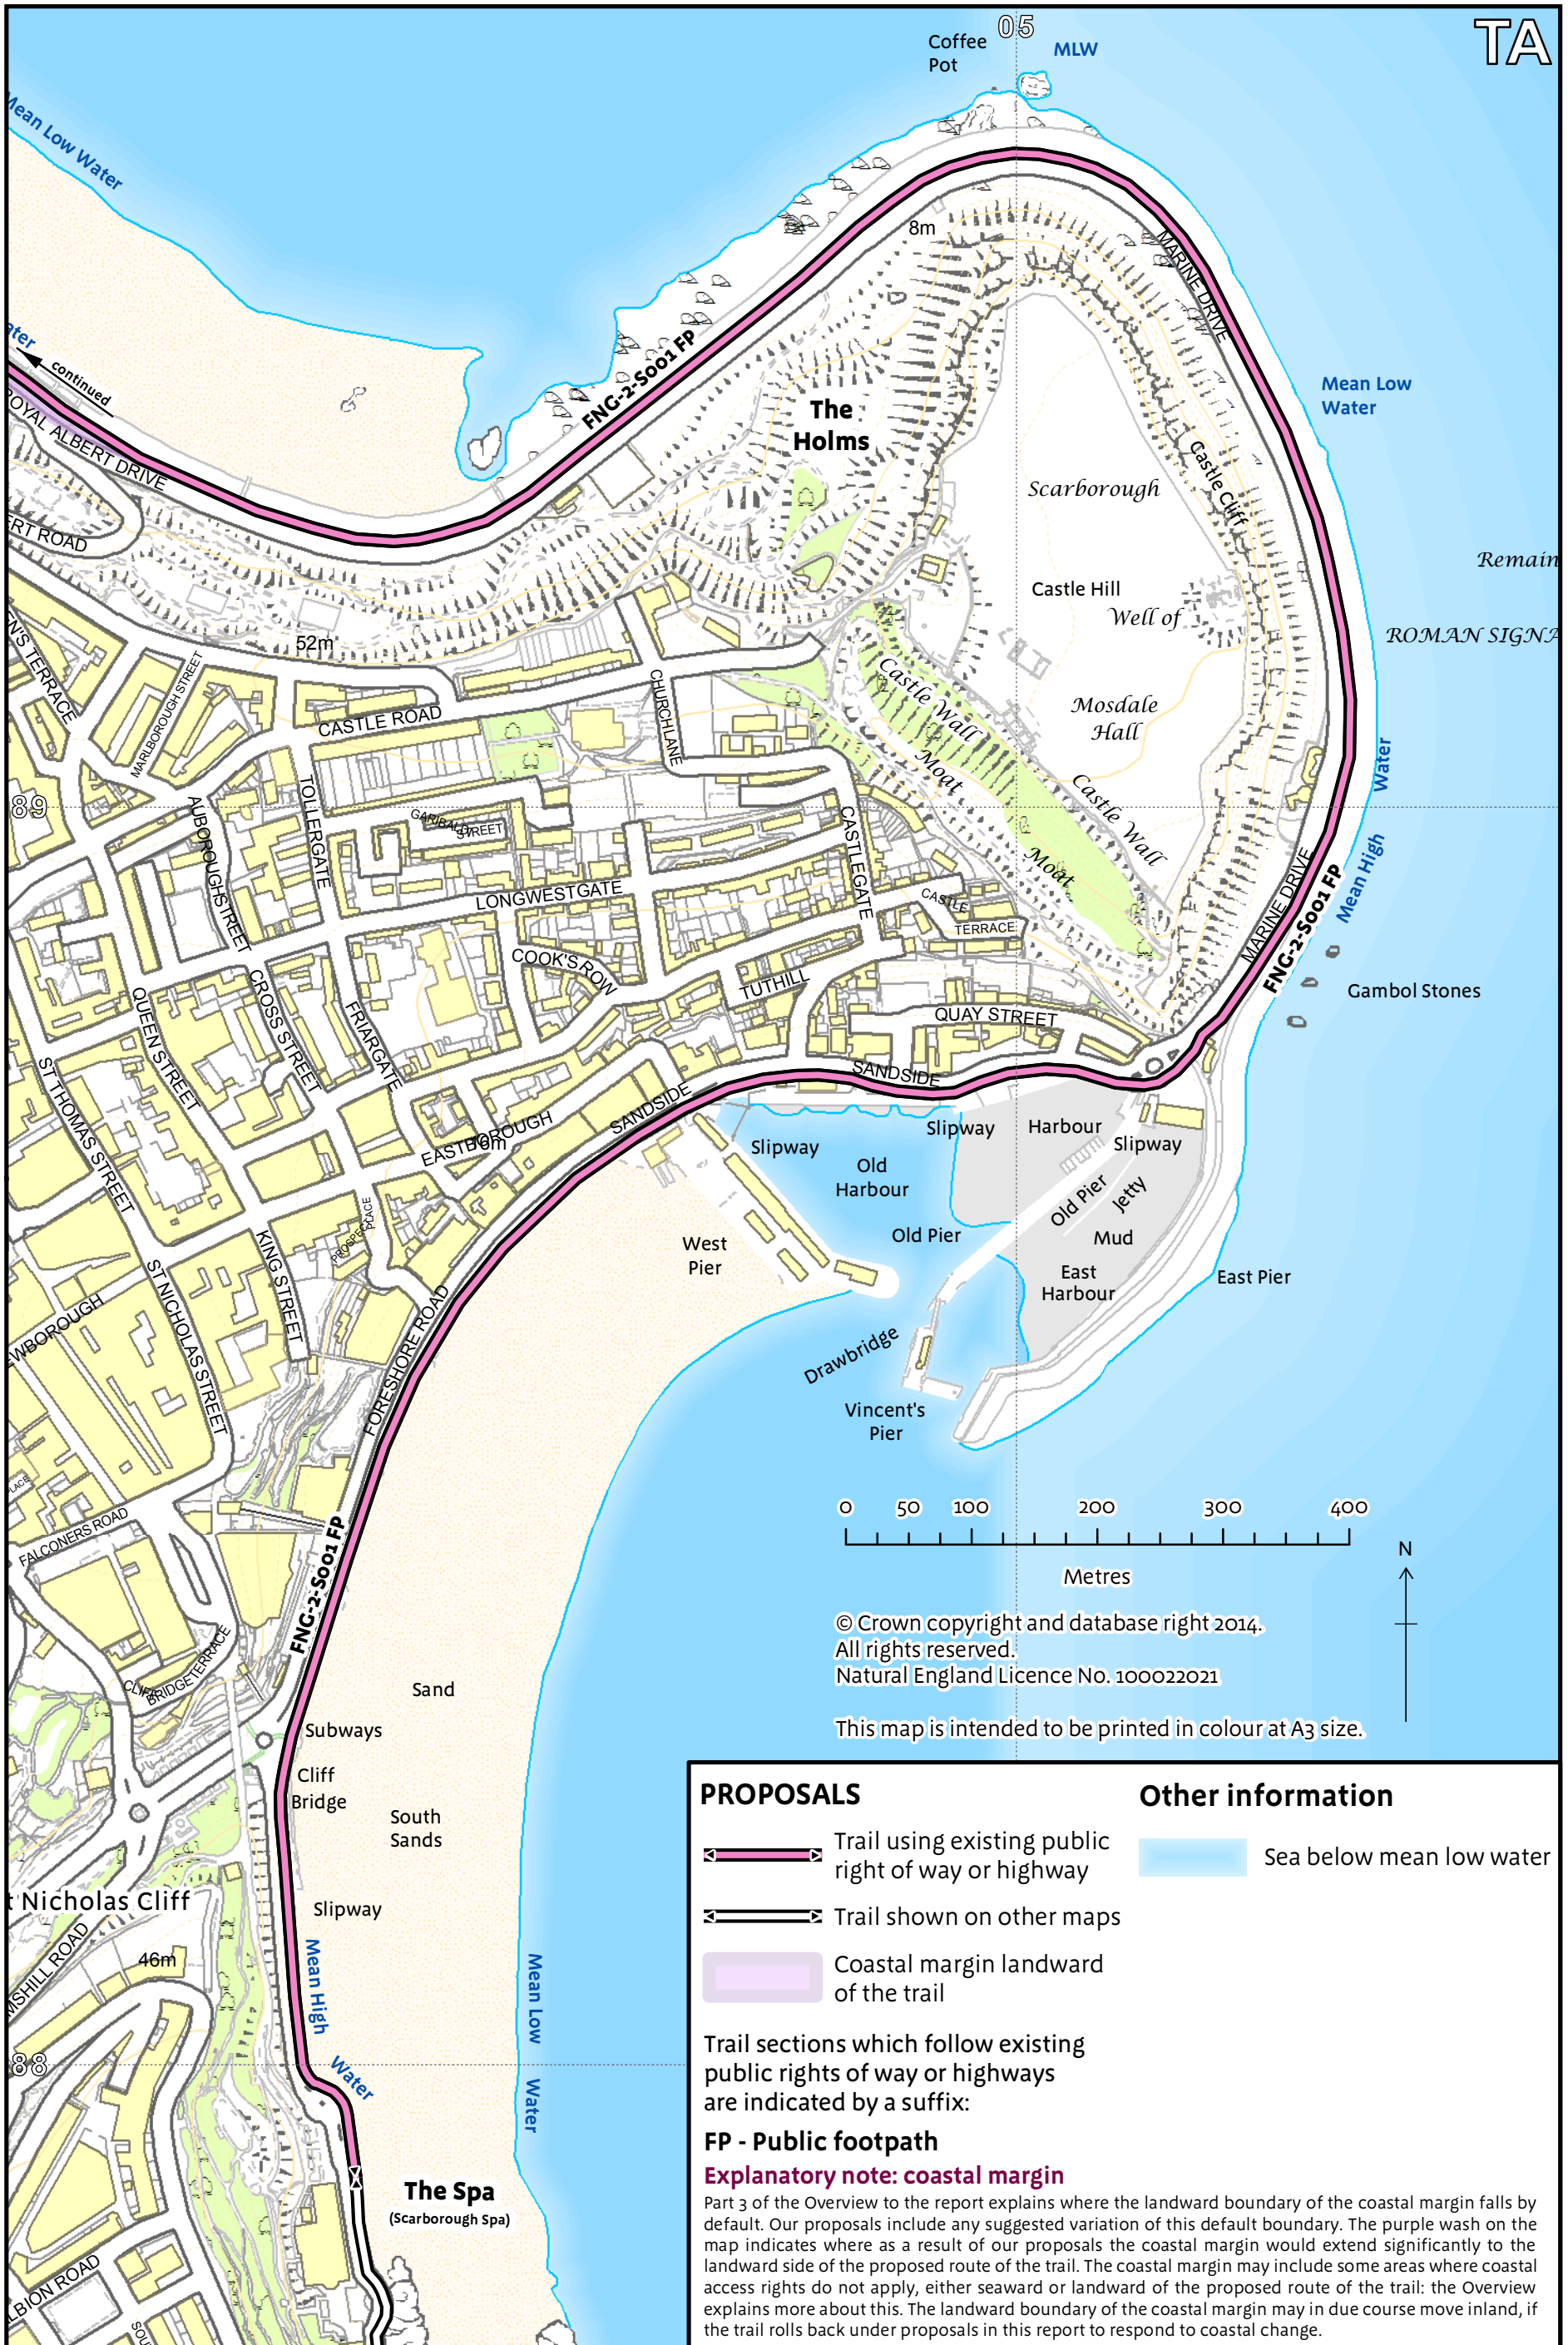 05
TA
Coffee
Pot
MLW
Mean Low Water
8m
MARINE DRIVE
continued
FNG-2-S001 FP
The
Holms
Mean Low
Water
ROYAL ALBERT DRIVE
Castle Cliff
Scarborough
Remain
Castle Hill
Well of
ROMAN SIGNA
52m
MARLBOROUGH STREET
CASTLE ROAD
CHURCH LANE
Castle Wall
Mosdale
Hall
Moat
Castle Wall
Water
89
AUBOROUGH STREET
TOLLERGATE
STREET
CASTLEGATE
Moat
MARINE DRIVE
FNG-2-S001 FP
Mean High
LONGWESTGATE
CASTLE
TERRACE
COOK'S ROW
TUTHILL
Gambol Stones
QUEEN STREET
CROSS STREET
FRIARGATE
QUAY STREET
ST THOMAS STREET
SANDSIDE
SANDSIDE
EASTBOROUGH
Slipway
Slipway
Harbour
Slipway
Old
Harbour
Old Pier
Jetty
Old Pier
Mud
West
Pier
East
Harbour
East Pier
PROSPECT
PLACE
KING STREET
ST NICHOLAS STREET
FORESHORE ROAD
Drawbridge
Vincent's
Pier
FALCONERS ROAD
FNG-2-S001 FP
0 50 100 200 300 400
Metres
N
© Crown copyright and database right 2014.
All rights reserved.
Natural England Licence No. 100022021
This map is intended to be printed in colour at A3 size.
BRIDGE TERRACE
Sand
Subways
Cliff
Bridge
South
Sands
Slipway
t Nicholas Cliff
46m
Mean High
Water
Mean Low
Water
88
The Spa
(Scarborough Spa)
PROPOSALS
Trail using existing public
right of way or highway
Trail shown on other maps
Coastal margin landward
of the trail
Other information
Sea below mean low water
Trail sections which follow existing
public rights of way or highways
are indicated by a suffix:
FP - Public footpath
Explanatory note: coastal margin
Part 3 of the Overview to the report explains where the landward boundary of the coastal margin falls by
default. Our proposals include any suggested variation of this default boundary. The purple wash on the
map indicates where as a result of our proposals the coastal margin would extend significantly to the
landward side of the proposed route of the trail. The coastal margin may include some areas where coastal
access rights do not apply, either seaward or landward of the proposed route of the trail: the Overview
explains more about this. The landward boundary of the coastal margin may in due course move inland, if
the trail rolls back under proposals in this report to respond to coastal change.